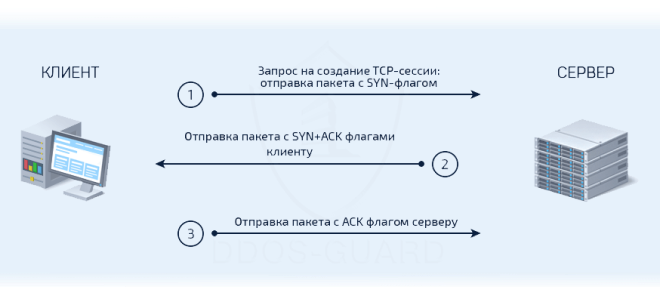 КЛИЕНТ
СЕРВЕР
Запрос на создание TCP-сессии:
отправка пакета с SYN-флагом
1
Отправка пакета с SYN+ACK флагами
клиенту
2
Отправка пакета с ACK флагом серверу
3
DDOS-GUARD